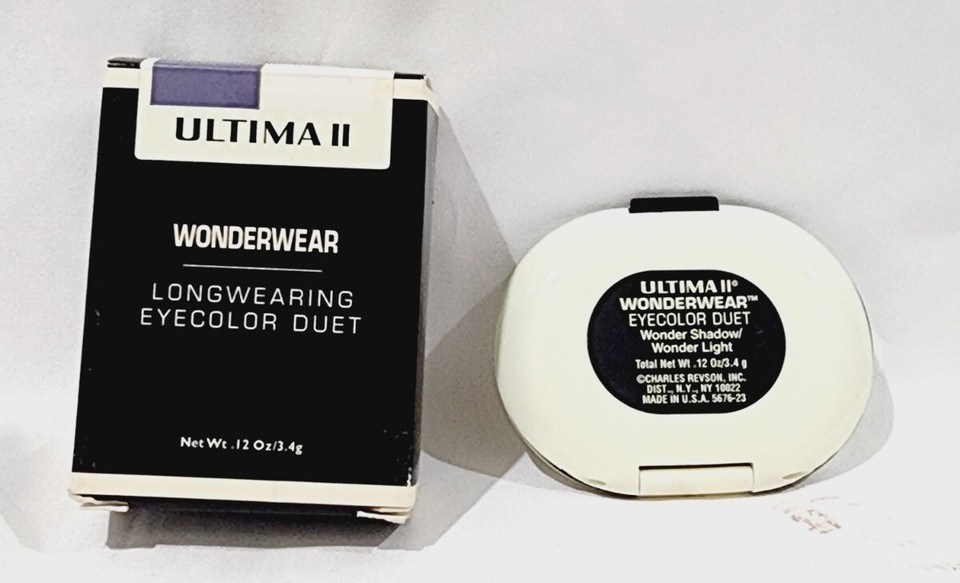 ULTIMA II
WONDERWEAR
LONGWEARING
EYECOLOR DUET
Net Wt .12 Oz/3.4g
ULTIMA II®
WONDERWEAR™
EYECOLOR DUET
Wonder Shadow/
Wonder Light
Total Net Wt .12 Oz/3.4 g
©CHARLES REVSON, INC.
DIST., N.Y., NY 10022
MADE IN U.S.A. 5676-23